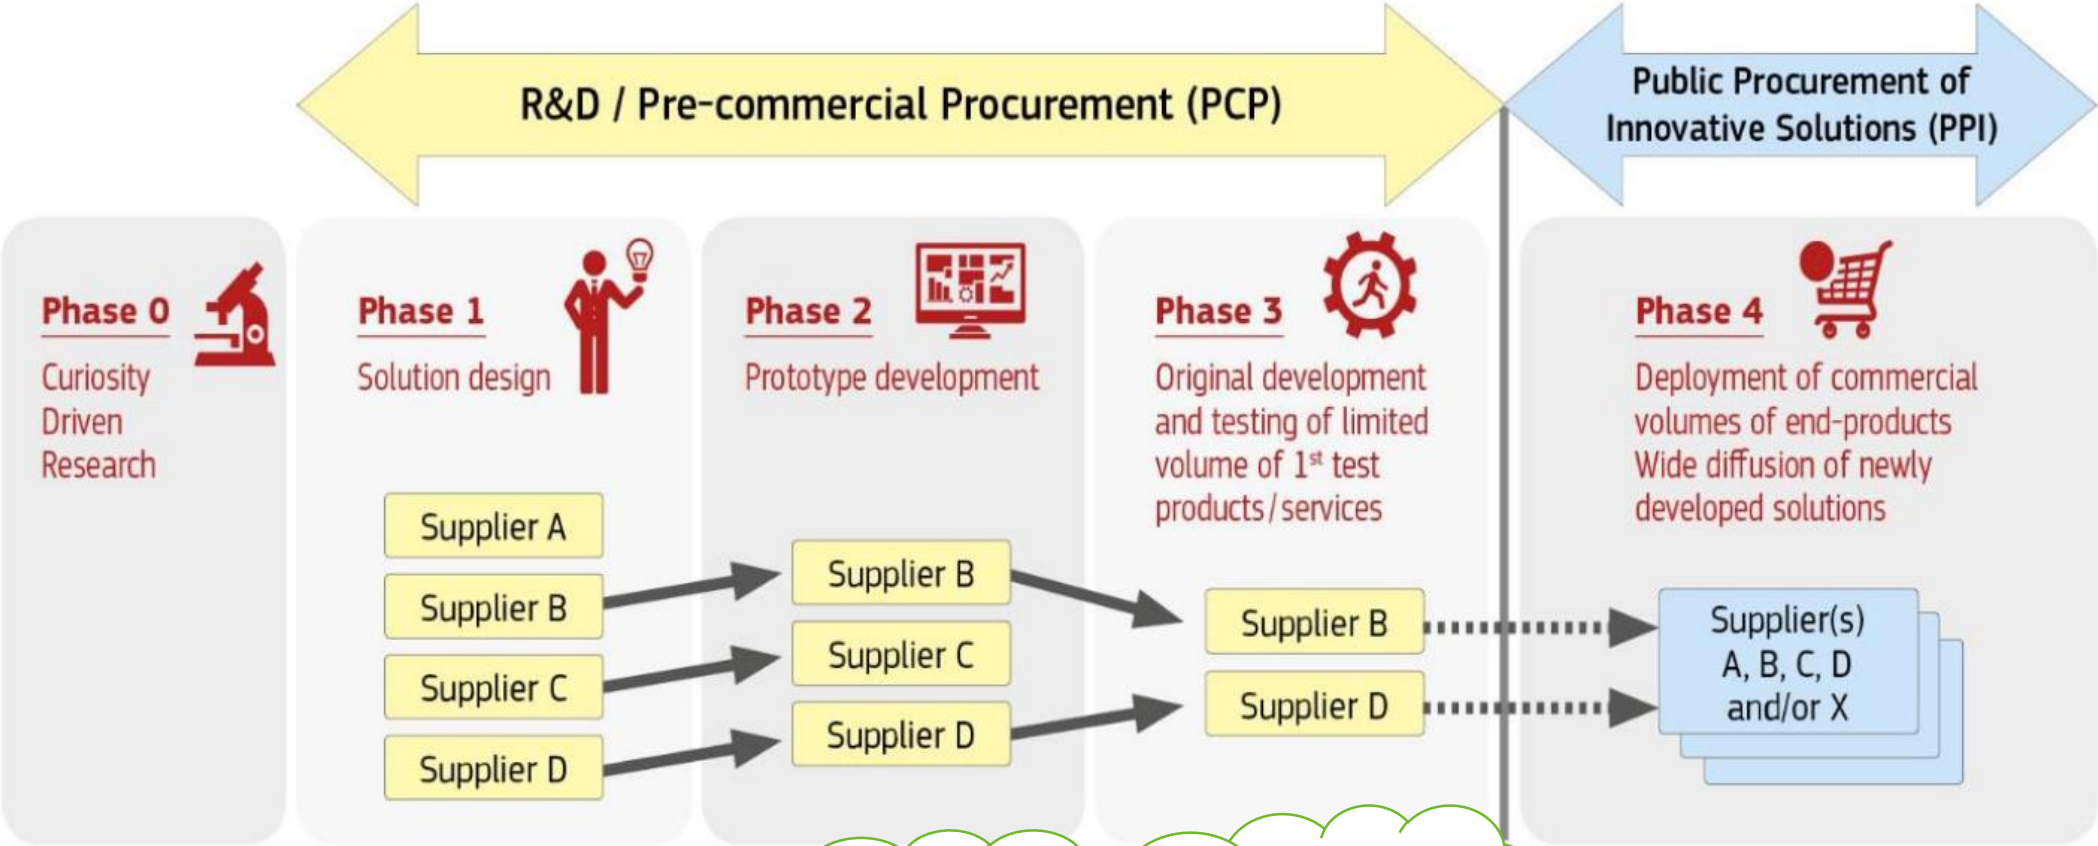 R&D / Pre-commercial Procurement (PCP)
Public Procurement of
Innovative Solutions (PPI)
Phase 0
Curiosity
Driven
Research
Phase 1
Solution design
Supplier A
Supplier B
Supplier C
Supplier D
Phase 2
Prototype development
Supplier B
Supplier C
Supplier D
Phase 3
Original development
and testing of limited
volume of 1st test
products/services
Supplier B
Supplier D
Phase 4
Deployment of commercial
volumes of end-products
Wide diffusion of newly
developed solutions
Supplier(s)
A, B, C, D
and/or X